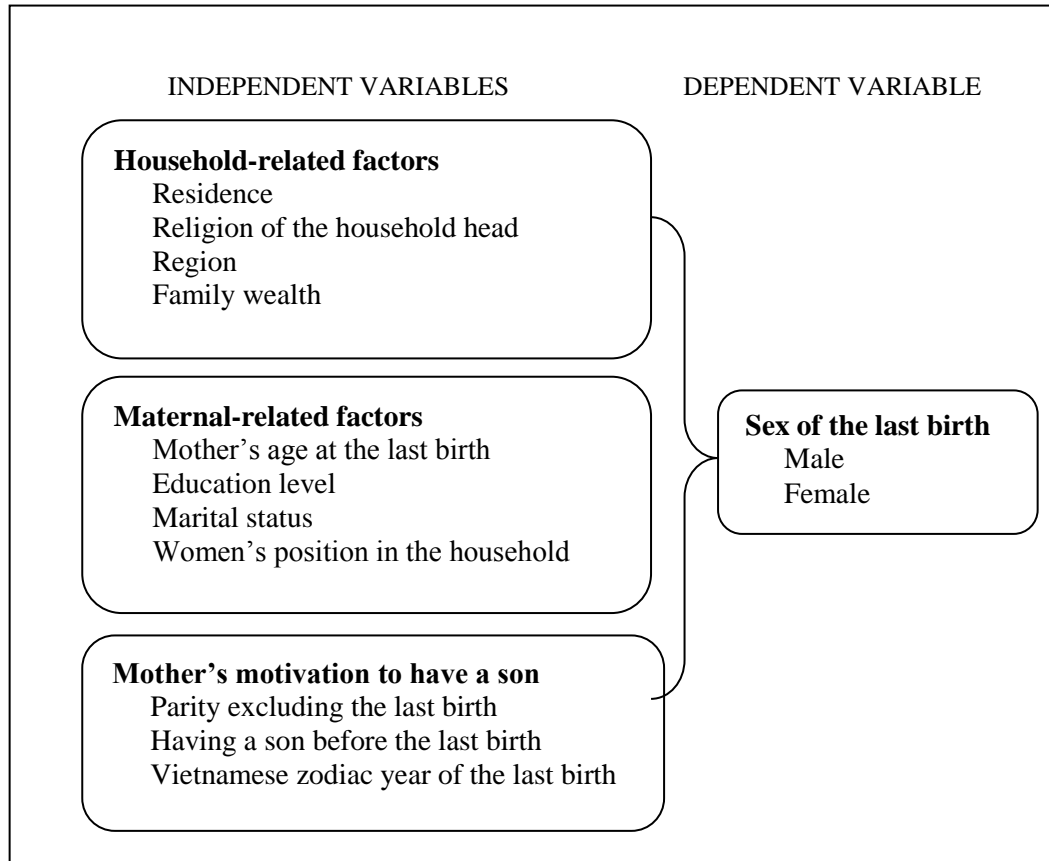 INDEPENDENT VARIABLES
DEPENDENT VARIABLE
Household-related factors
Residence
Religion of the household head
Region
Family wealth
Maternal-related factors
Mother’s age at the last birth
Education level
Marital status
Women’s position in the household
Mother’s motivation to have a son
Parity excluding the last birth
Having a son before the last birth
Vietnamese zodiac year of the last birth
Sex of the last birth
Male
Female